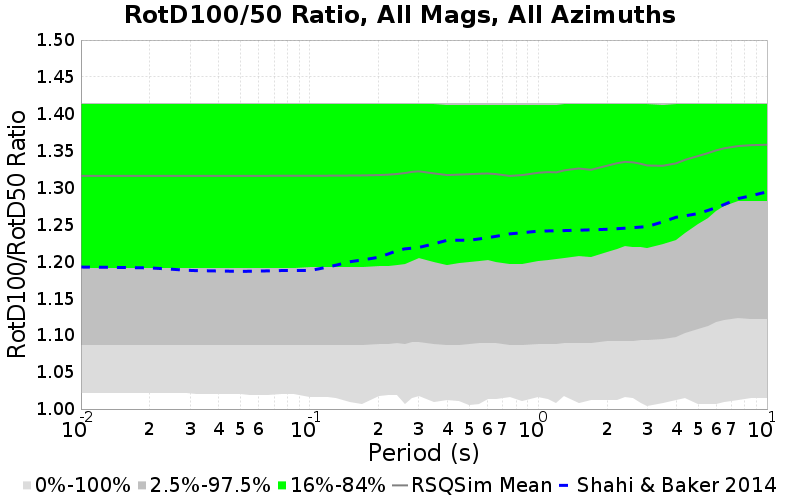 RotD100/50 Ratio, All Mags, All Azimuths
RotD100/RotD50 Ratio
1.50
1.45
1.40
1.35
1.30
1.25
1.20
1.15
1.10
1.05
1.00
10-2 2 3 4 5 6 10-1 2 3 4 5 6 7 100 2 3 4 5 6 7 101
Period (s)
0%-100% 2.5%-97.5% 16%-84% RSQSim Mean Shahi & Baker 2014